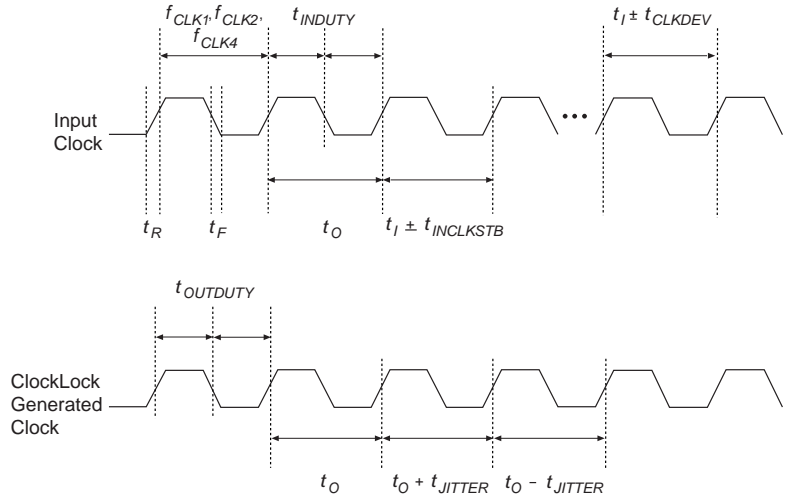 fCLK1, fCLK2,
fCLK4
tINDUTY
tI ± tCLKDEV
Input
Clock
tR
tF
tO
tI ± tINCLKSTB
tOUTDUTY
ClockLock
Generated
Clock
tO
tO + tJITTER
tO − tJITTER